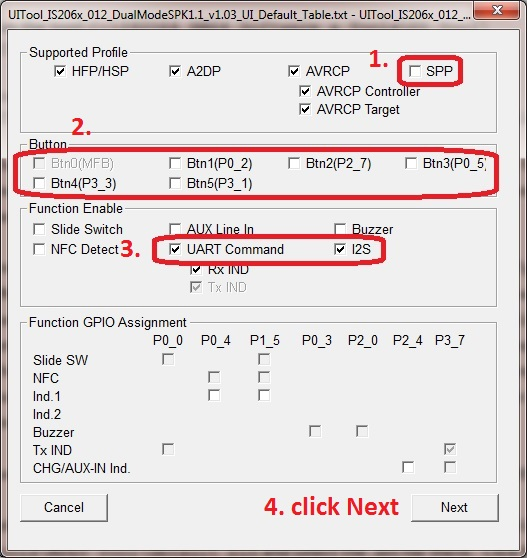 UITool_IS206x_012_DualModeSPK1.1_v1.03_UI_Default_Table.txt - UITool_IS206x_012_...
Supported Profile
1.
HFP/HSP A2DP AVRCP SPP
AVRCP Controller
AVRCP Target
2.
Button
Btn0(MFB) Btn1(P0_2) Btn2(P2_7) Btn3(P0_5)
Btn4(P3_3) Btn5(P3_1)
Function Enable
Slide Switch AUX Line In Buzzer
NFC Detect 3. UART Command I2S
Rx IND
Tx IND
Function GPIO Assignment
P0_0 P0_4 P1_5 P0_3 P2_0 P2_4 P3_7
Slide SW
NFC
Ind.1
Ind.2
Buzzer
Tx IND
CHG/AUX-IN Ind.
Cancel 4. click Next Next